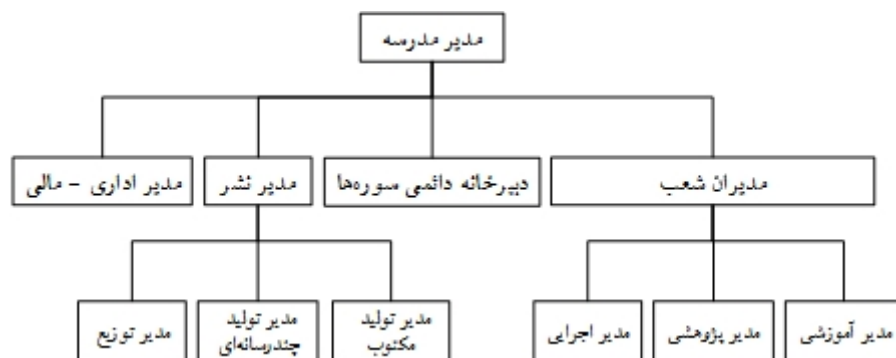 مدیر مدرسه
مدیران شعب
دبیرخانه دائمی سوره‌ها
مدیر نشر
مدیر اداری - مالی
مدیر آموزشی
مدیر پژوهشی
مدیر اجرایی
مدیر تولید
مکتوب
مدیر تولید
چندرسانه‌ای
مدیر توزیع